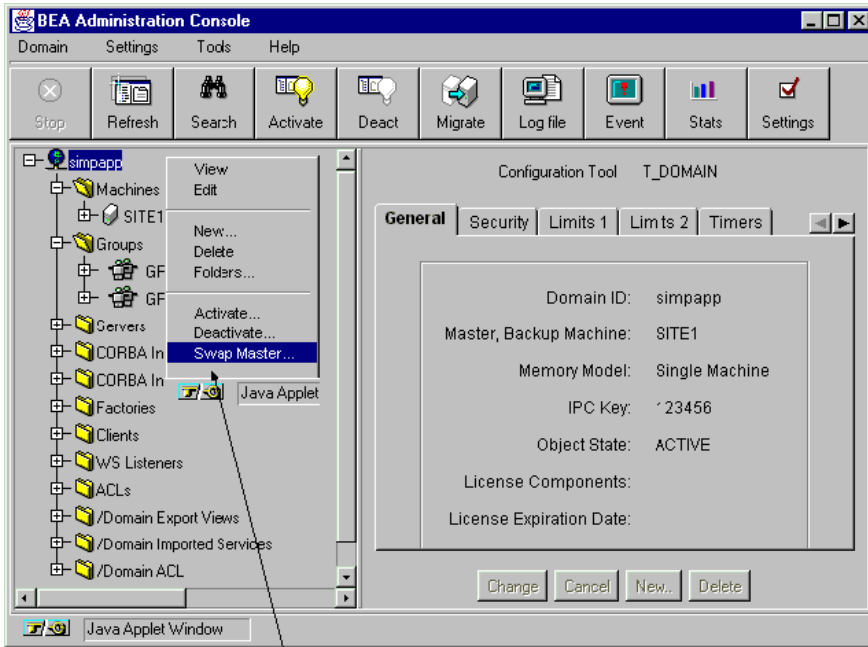 BEA Administration Console
Domain Settings Tools Help
Stop Refresh Search Activate Deact Migrate Log file Event Stats Settings
simpapp
Machines
SITE1
Groups
GF
GF
Servers
CORBA In
CORBA In
Factories
Clients
WS Listeners
ACLs
/Domain Export Views
/Domain Imported Services
/Domain ACL
View
Edit
New...
Delete
Folders...
Activate...
Deactivate...
Swap Master...
Java Applet
Configuration Tool T_DOMAIN
General Security Limits 1 Limits 2 Timers
Domain ID: simpapp
Master, Backup Machine: SITE1
Memory Model: Single Machine
IPC Key: 123456
Object State: ACTIVE
License Components:
License Expiration Date:
Change Cancel New.. Delete
Java Applet Window